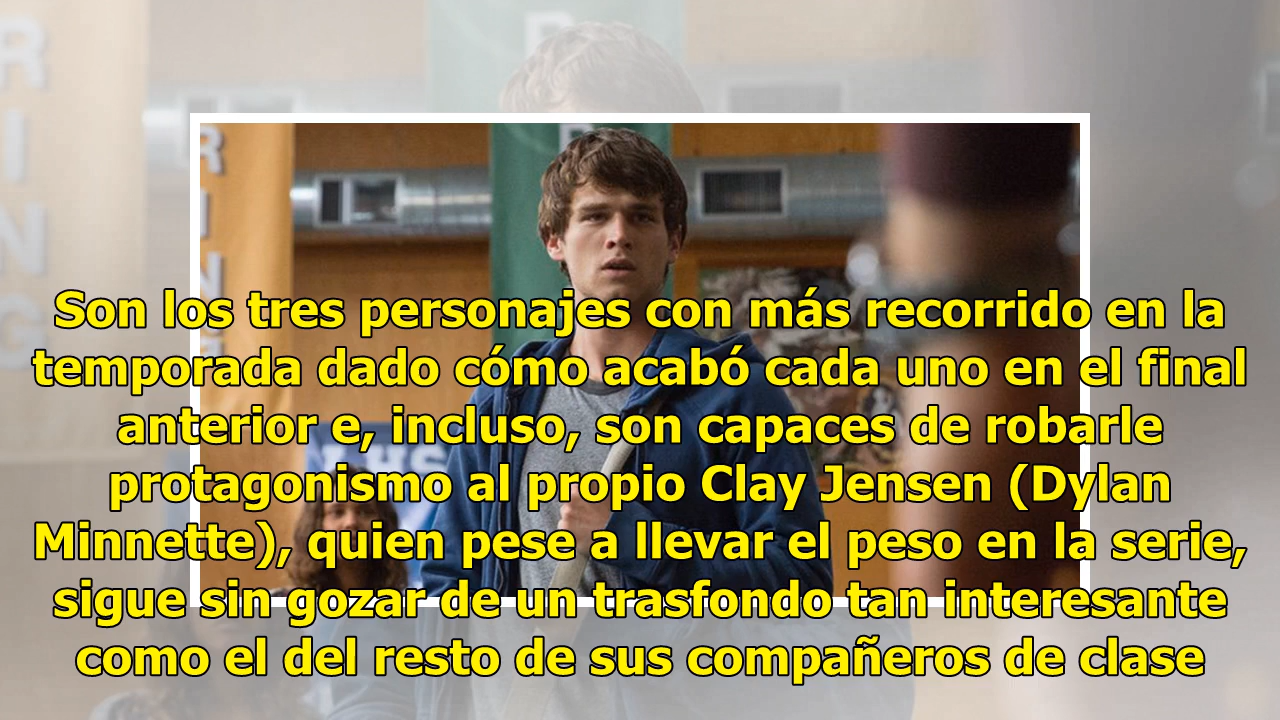 Son los tres personajes con más recorrido en la
temporada dado cómo acabó cada uno en el final
anterior e, incluso, son capaces de robarle
protagonismo al propio Clay Jensen (Dylan
Minnette), quien pese a llevar el peso en la serie,
sigue sin gozar de un trasfondo tan interesante
como el del resto de sus compañeros de clase